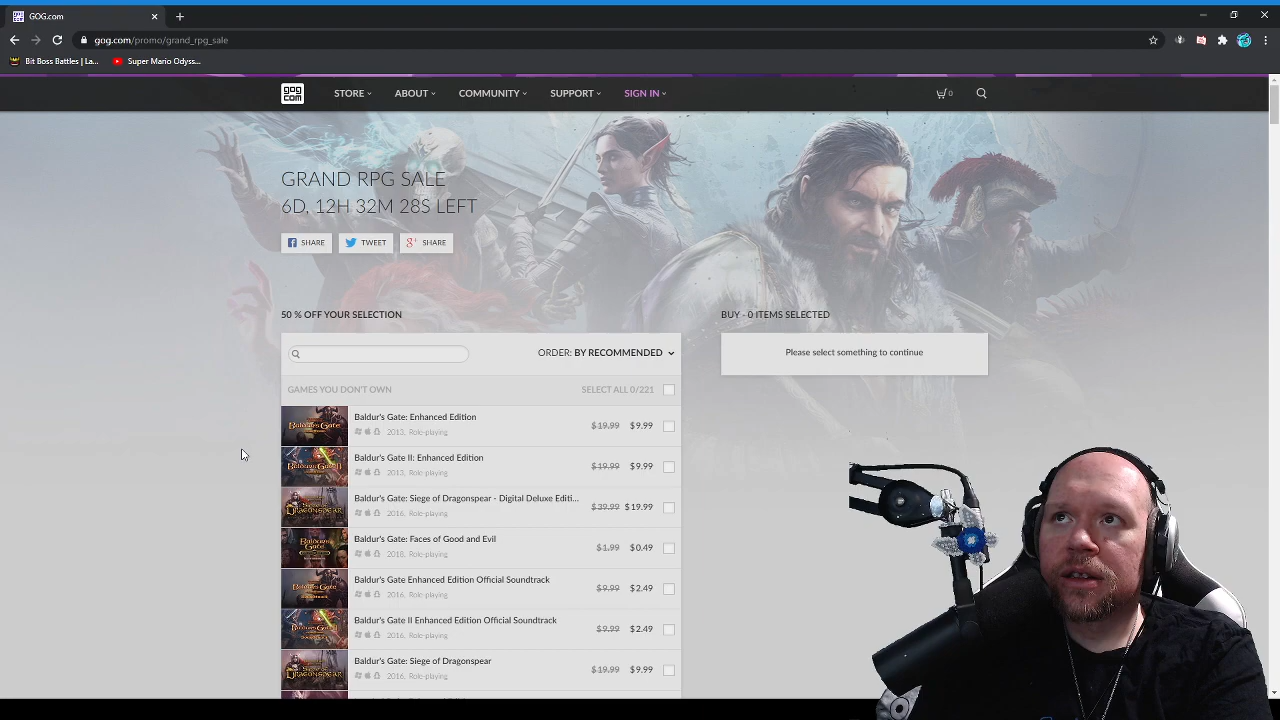 GOG.com
gog.com/promo/grand_rpg_sale
Bit Boss Battles | La...
Super Mario Odyss...
gog com
STORE
ABOUT
COMMUNITY
SUPPORT
SIGN IN
0
GRAND RPG SALE
6D, 12H 32M 28S LEFT
SHARE
TWEET
SHARE
50 % OFF YOUR SELECTION
BUY - 0 ITEMS SELECTED
ORDER: BY RECOMMENDED
Please select something to continue
GAMES YOU DON'T OWN
SELECT ALL 0/221
Baldur's Gate: Enhanced Edition
2013, Role-playing
$19.99 $9.99
Baldur's Gate II: Enhanced Edition
2013, Role-playing
$19.99 $9.99
Baldur's Gate: Siege of Dragonspear - Digital Deluxe Editi...
2016, Role-playing
$39.99 $19.99
Baldur's Gate: Faces of Good and Evil
2018, Role-playing
$1.99 $0.49
Baldur's Gate Enhanced Edition Official Soundtrack
2016, Role-playing
$9.99 $2.49
Baldur's Gate II Enhanced Edition Official Soundtrack
2016, Role-playing
$9.99 $2.49
Baldur's Gate: Siege of Dragonspear
2016, Role-playing
$19.99 $9.99